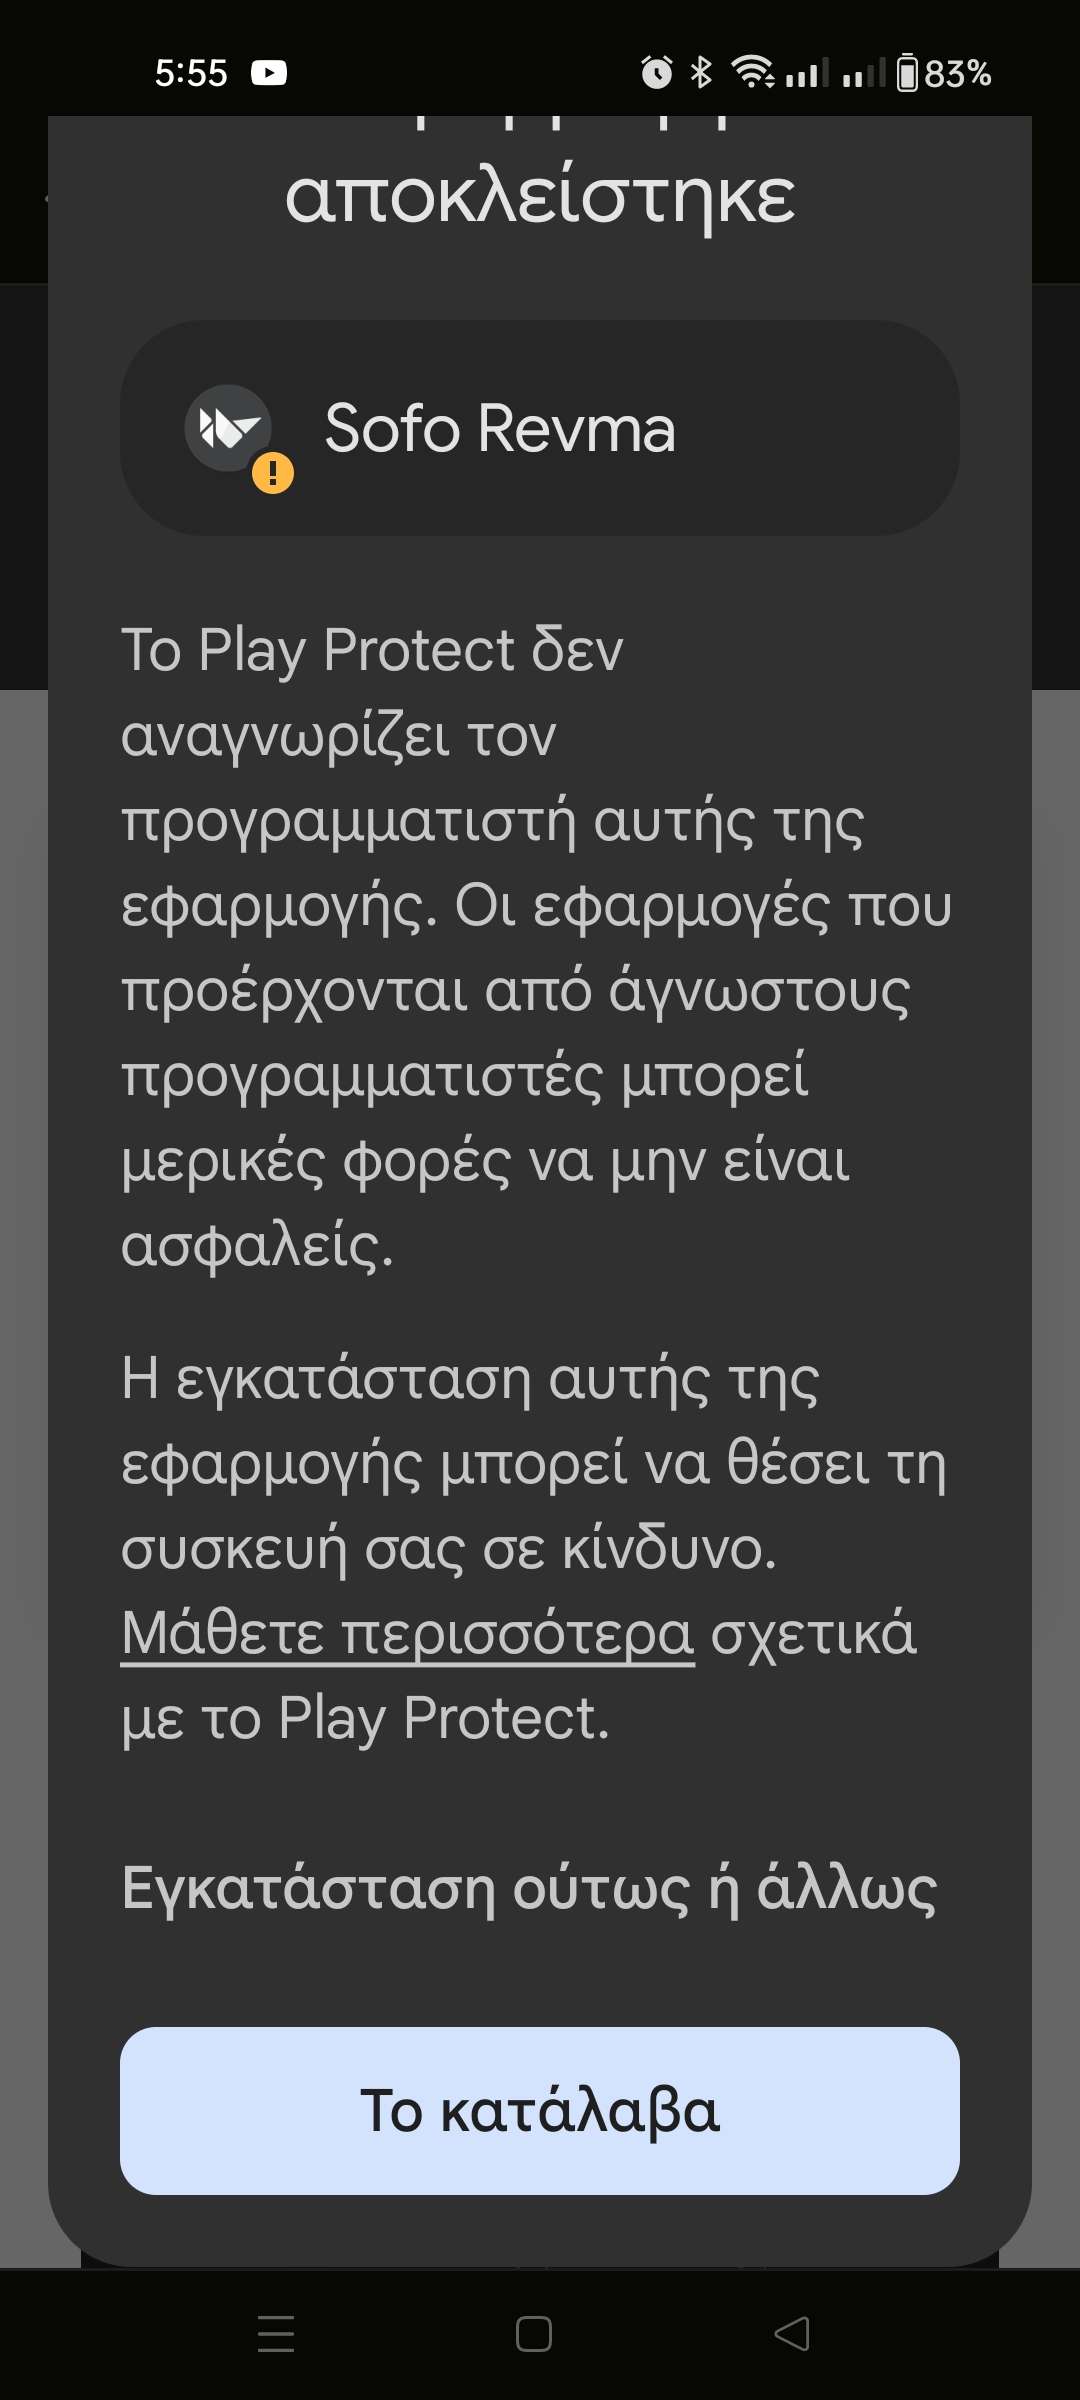 5:55
83%
αποκλείστηκε
Sofo Revma
Το Play Protect δεν
αναγνωρίζει τον
προγραμματιστή αυτής της
εφαρμογής. Οι εφαρμογές που
προέρχονται από άγνωστους
προγραμματιστές μπορεί
μερικές φορές να μην είναι
ασφαλείς.
Η εγκατάσταση αυτής της
εφαρμογής μπορεί να θέσει τη
συσκευή σας σε κίνδυνο.
Μάθετε περισσότερα σχετικά
με το Play Protect.
Εγκατάσταση ούτως ή άλλως
Το κατάλαβα